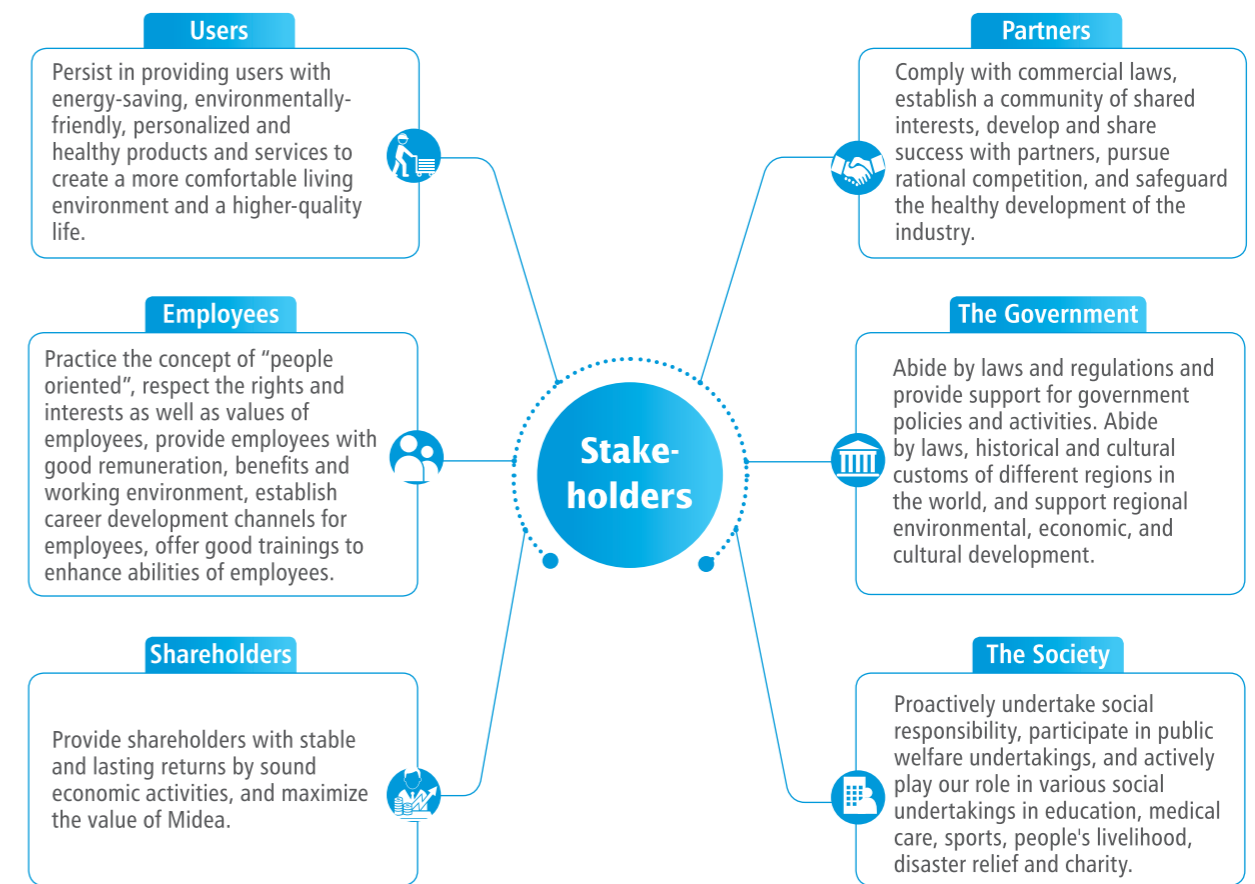 Users
Persist in providing users with
energy-saving, environmentally-
friendly, personalized and
healthy products and services to
create a more comfortable living
environment and a higher-quality
life.
Employees
Practice the concept of “people
oriented”, respect the rights and
interests as well as values of
employees, provide employees with
good remuneration, benefits and
working environment, establish
career development channels for
employees, offer good trainings to
enhance abilities of employees.
Shareholders
Provide shareholders with stable
and lasting returns by sound
economic activities, and maximize
the value of Midea.
Stake-
holders
Partners
Comply with commercial laws,
establish a community of shared
interests, develop and share
success with partners, pursue
rational competition, and safeguard
the healthy development of the
industry.
The Government
Abide by laws and regulations and
provide support for government
policies and activities. Abide
by laws, historical and cultural
customs of different regions in
the world, and support regional
environmental, economic, and
cultural development.
The Society
Proactively undertake social
responsibility, participate in public
welfare undertakings, and actively
play our role in various social
undertakings in education, medical
care, sports, people's livelihood,
disaster relief and charity.